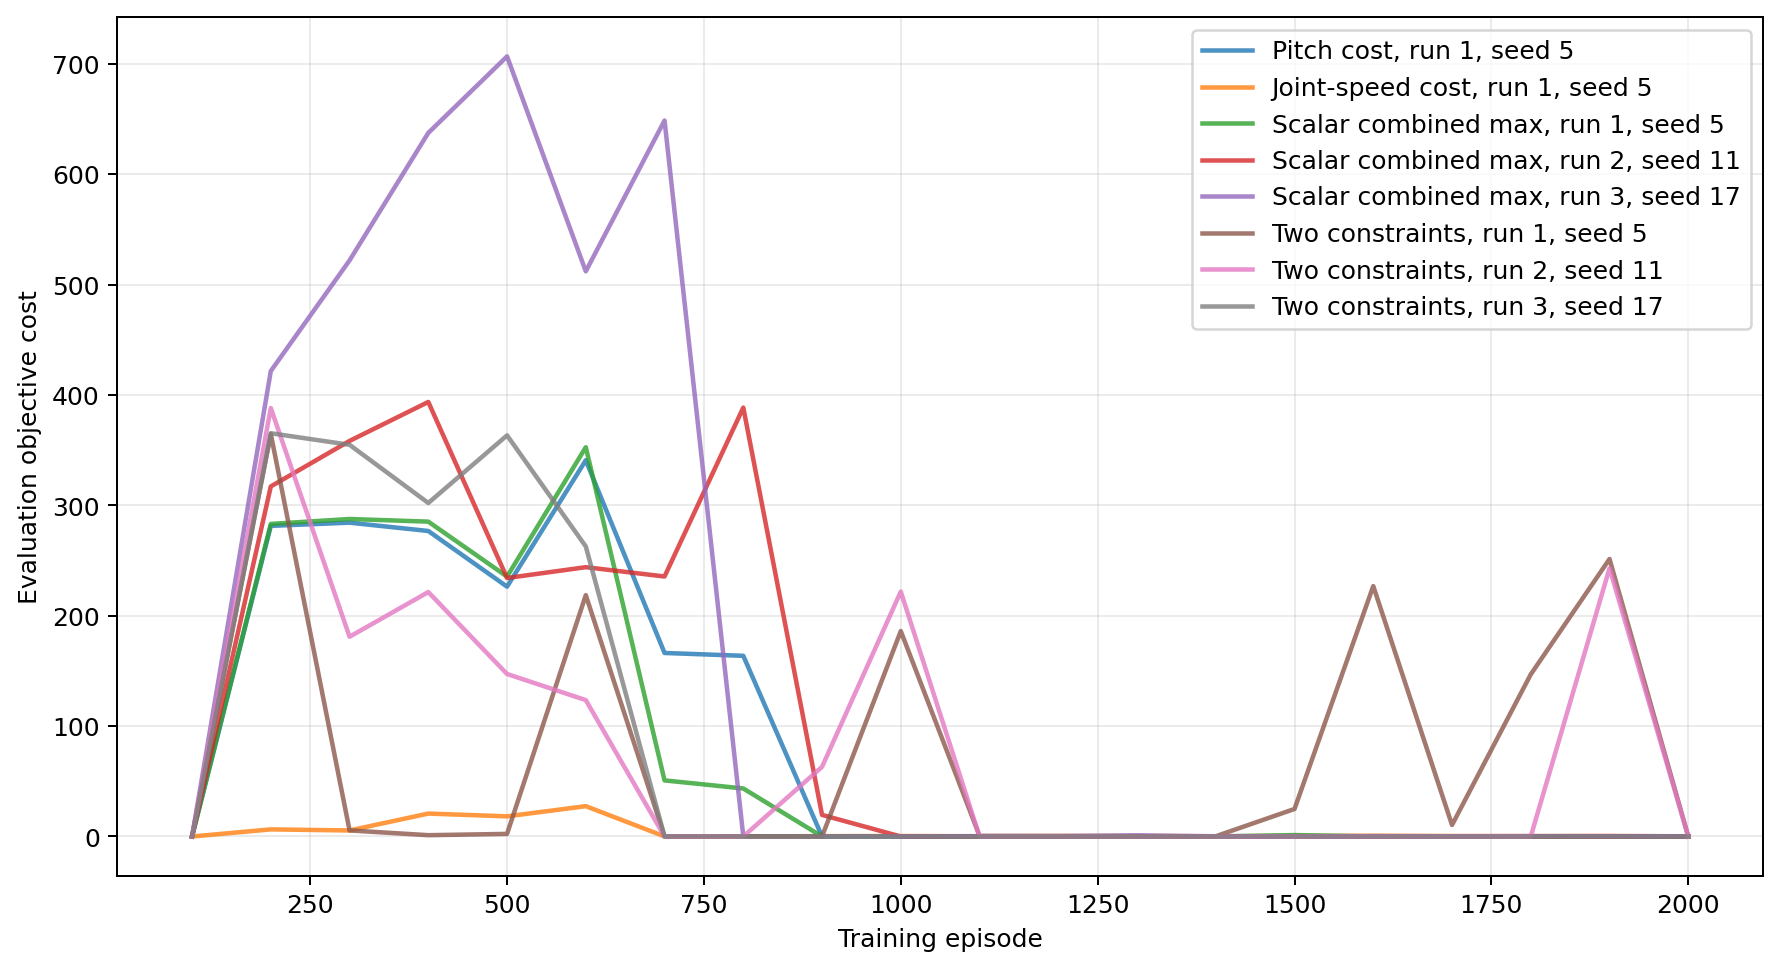 Evaluation objective cost
700
600
500
400
300
200
100
0
Pitch cost, run 1, seed 5
Joint-speed cost, run 1, seed 5
Scalar combined max, run 1, seed 5
Scalar combined max, run 2, seed 11
Scalar combined max, run 3, seed 17
Two constraints, run 1, seed 5
Two constraints, run 2, seed 11
Two constraints, run 3, seed 17
250 500 750 1000 1250 1500 1750 2000
Training episode